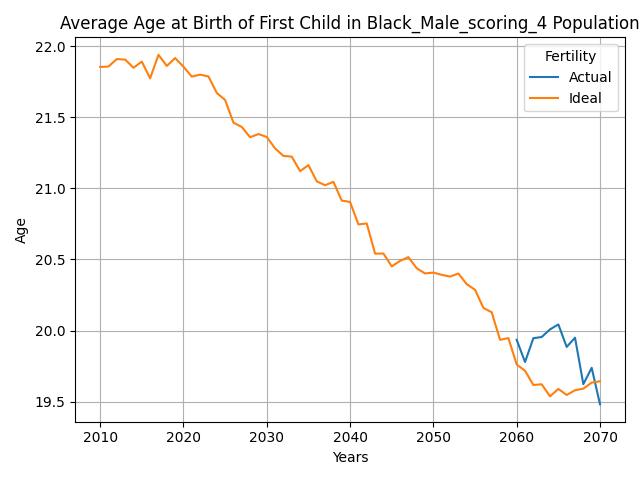 Average Age at Birth of First Child in Black_Male_scoring_4 Population
Fertility
Actual
Ideal
22.0
21.5
21.0
20.5
20.0
19.5
Age
2010 2020 2030 2040 2050 2060 2070
Years